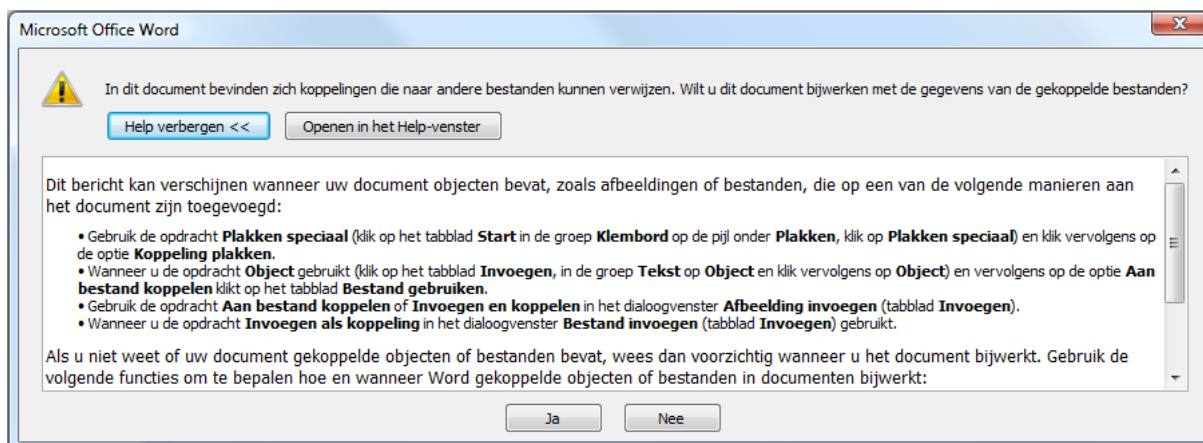 Microsoft Office Word
In dit document bevinden zich koppelingen die naar andere bestanden kunnen verwijzen. Wilt u dit document bijwerken met de gegevens van de gekoppelde bestanden?
Help verbergen <<
Openen in het Help-venster
Dit bericht kan verschijnen wanneer uw document objecten bevat, zoals afbeeldingen of bestanden, die op een van de volgende manieren aan
het document zijn toegevoegd:
• Gebruik de opdracht Plakken speciaal (klik op het tabblad Start in de groep Klembord op de pijl onder Plakken, klik op Plakken speciaal) en klik vervolgens op
de optie Koppeling plakken.
• Wanneer u de opdracht Object gebruikt (klik op het tabblad Invoegen, in de groep Tekst op Object en klik vervolgens op Object) en vervolgens op de optie Aan
bestand koppelen klikt op het tabblad Bestand gebruiken.
• Gebruik de opdracht Aan bestand koppelen of Invoegen en koppelen in het dialoogvenster Afbeelding invoegen (tabblad Invoegen).
• Wanneer u de opdracht Invoegen als koppeling in het dialoogvenster Bestand invoegen (tabblad Invoegen) gebruikt.
Als u niet weet of uw document gekoppelde objecten of bestanden bevat, wees dan voorzichtig wanneer u het document bijwerkt. Gebruik de
volgende functies om te bepalen hoe en wanneer Word gekoppelde objecten of bestanden in documenten bijwerkt:
Ja
Nee